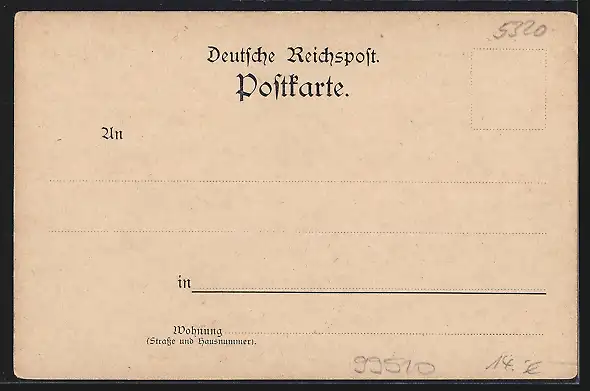 5320
Deutsche Reichspost.
Postkarte.
An
in
Wohnung
(Straße und Hausnummer).
99510 14.-€